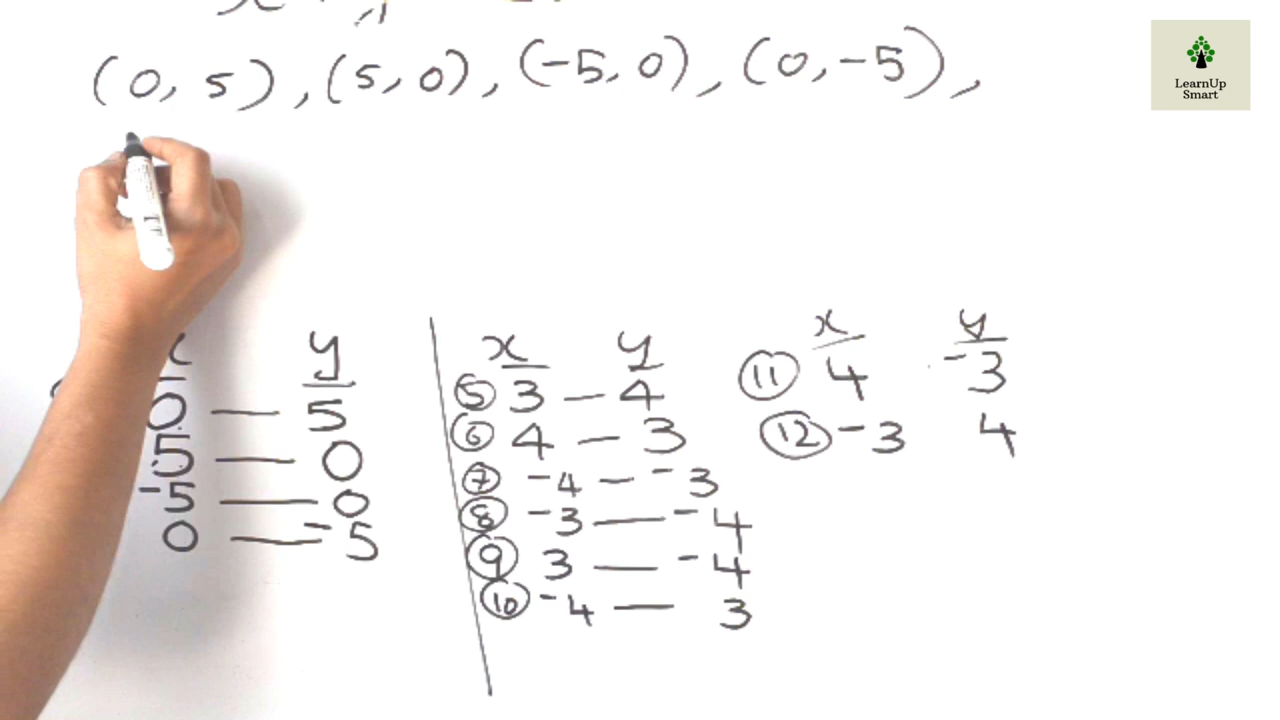 (0, 5), (5, 0), (-5, 0), (0, -5),
LearnUp
Smart
y
0 — 5
5 — 0
-5 — 0
0 — -5
x y
⑤ 3 — 4
⑥ 4 — 3
⑦ -4 — -3
⑧ -3 — -4
⑨ 3 — -4
⑩ -4 — 3
x y
⑪ 4 -3
⑫ -3 4